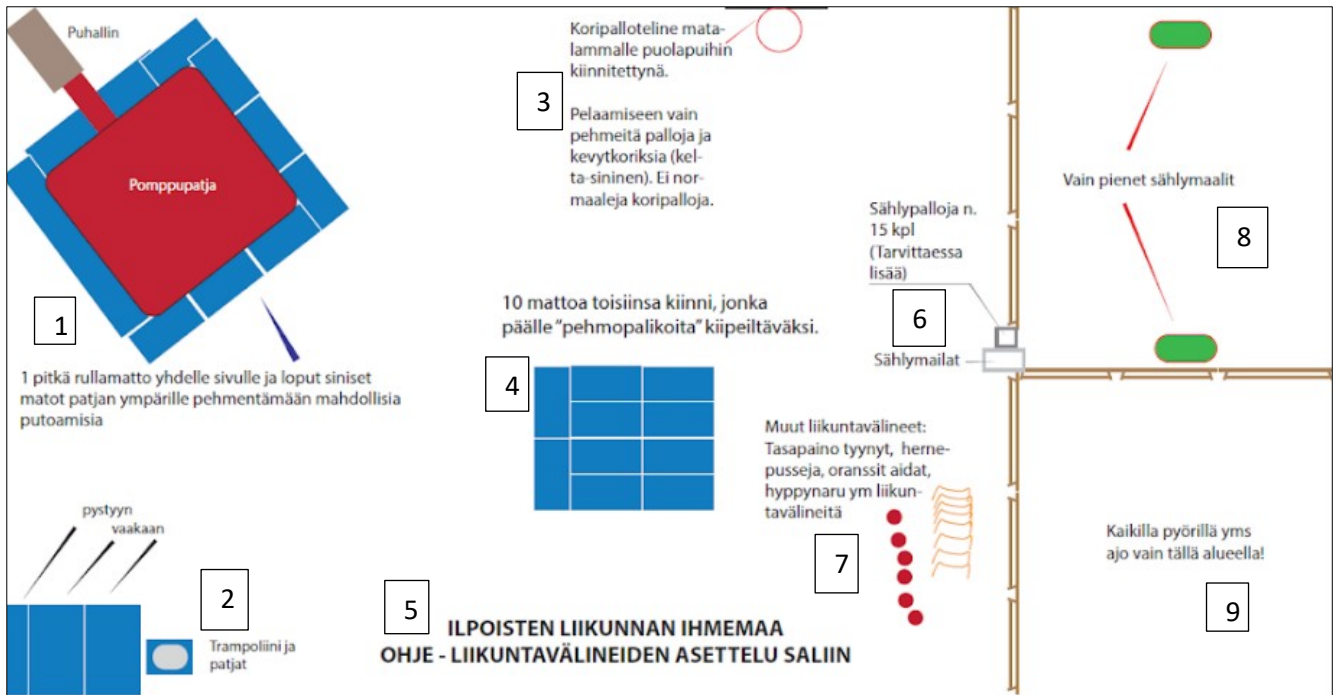 Puhallin
Pomppupatja
1
1 pitkä rullamatto yhdelle sivulle ja loput siniset
matot patjan ympärille pehmentämään mahdollisia
putoamisia
pystyyn
vaakaan
2
Trampoliini ja
patjat
Koripalloteline mata-
lammalle puolapuihin
kiinnitettynä.
3
Pelaamiseen vain
pehmeitä palloja ja
kevytkoriksia (kel-
ta-sininen). Ei nor-
maaleja koripalloja.
10 mattoa toisiinsa kiinni, jonka
päälle "pehmopalikoita" kiipeiltäväksi.
4
5
ILPOISTEN LIIKUNNAN IHMEMAA
OHJE - LIIKUNTAVÄLINEIDEN ASETTELU SALIIN
Sählypalloja n.
15 kpl
(Tarvittaessa
lisää)
6
Sählymailat
Muut liikuntavälineet:
Tasapaino tyynyt, herne-
pusseja, oranssit aidat,
hyppynaru ym liikun-
tavälineitä
7
Vain pienet sählymaalit
8
Kaikilla pyörillä yms
ajo vain tällä alueella!
9